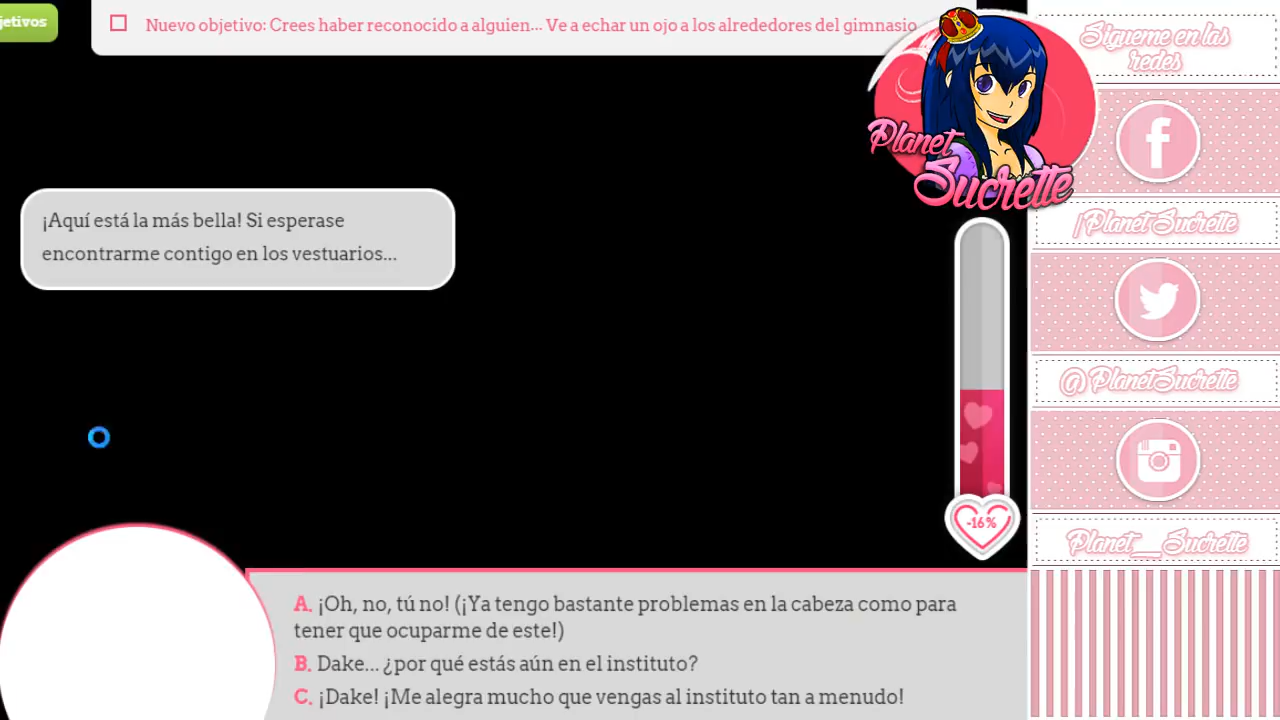 jetivos
Nuevo objetivo: Crees haber reconocido a alguien... Ve a echar un ojo a los alrededores del gimnasio
Planet
Sucrette
Sígueme en las
redes
f
¡Aquí está la más bella! Si esperase
encontrarme contigo en los vestuarios...
/Planet Sucrette
@PlanetSucrette
-16%
Planet__Sucrette
A. ¡Oh, no, tú no! (¡Ya tengo bastante problemas en la cabeza como para
tener que ocuparme de este!)
B. Dake... ¿por qué estás aún en el instituto?
C. ¡Dake! ¡Me alegra mucho que vengas al instituto tan a menudo!